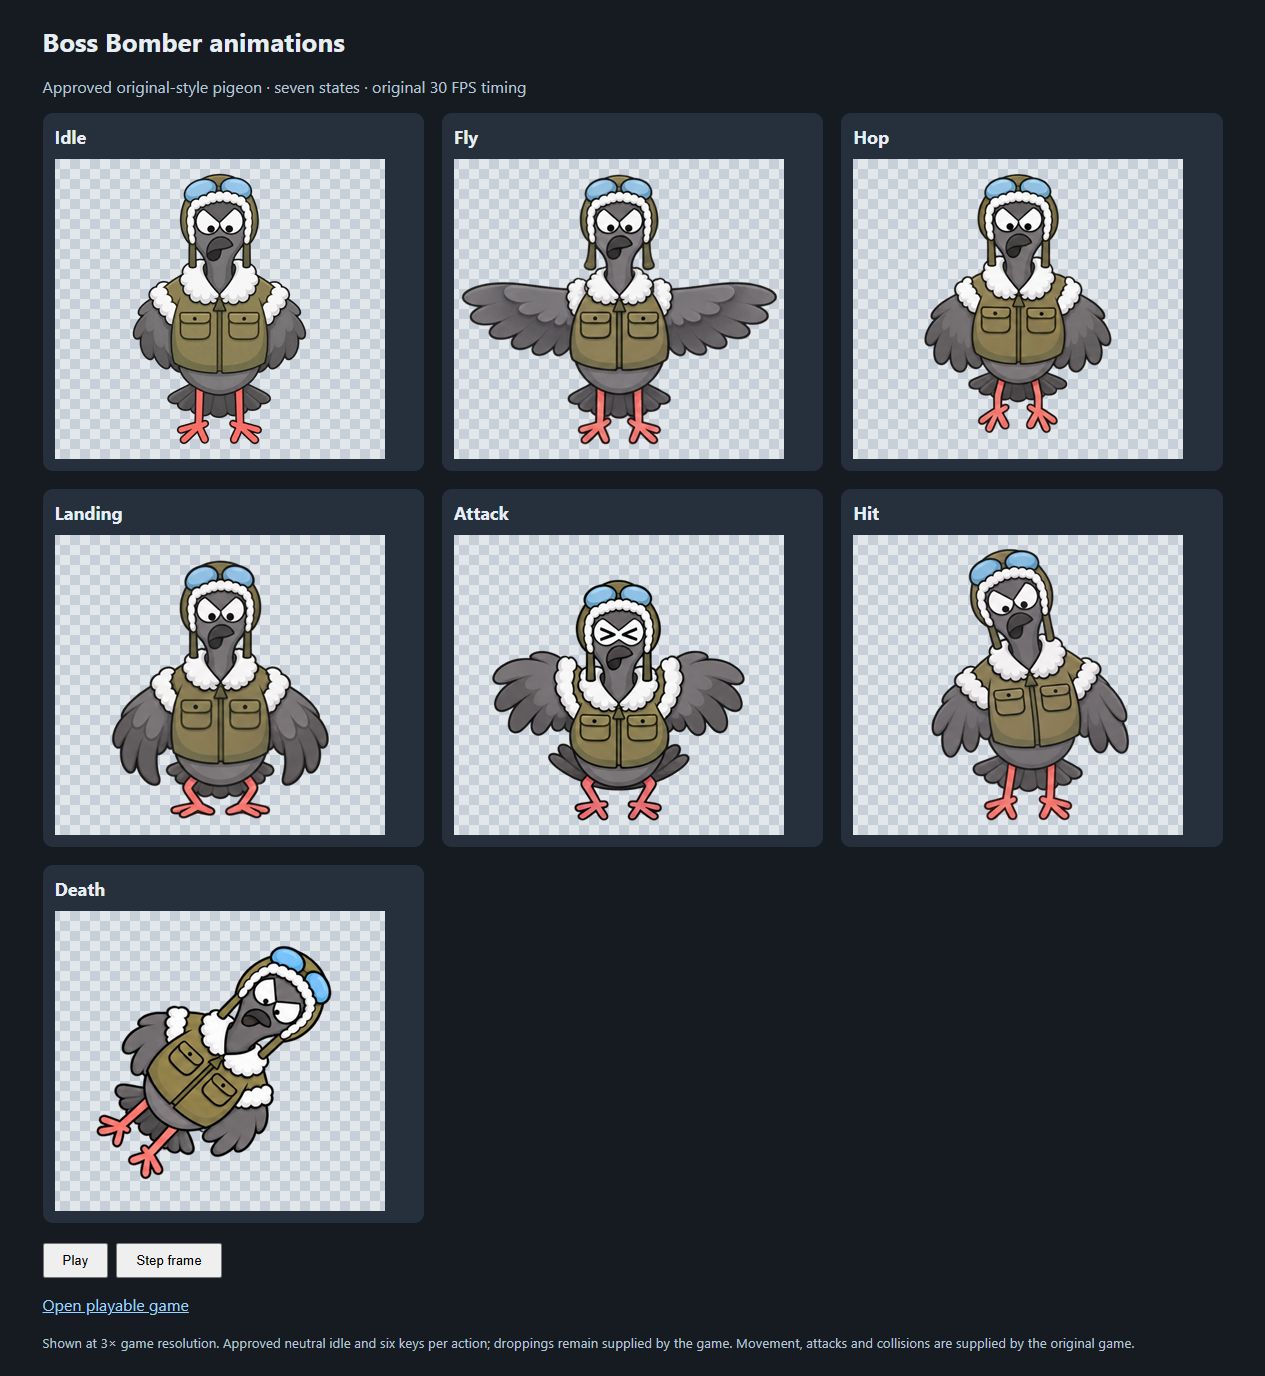 Boss Bomber animations
Approved original-style pigeon · seven states · original 30 FPS timing
Idle
Fly
Hop
Landing
Attack
Hit
Death
Play
Step frame
Open playable game
Shown at 3× game resolution. Approved neutral idle and six keys per action; droppings remain supplied by the game. Movement, attacks and collisions are supplied by the original game.